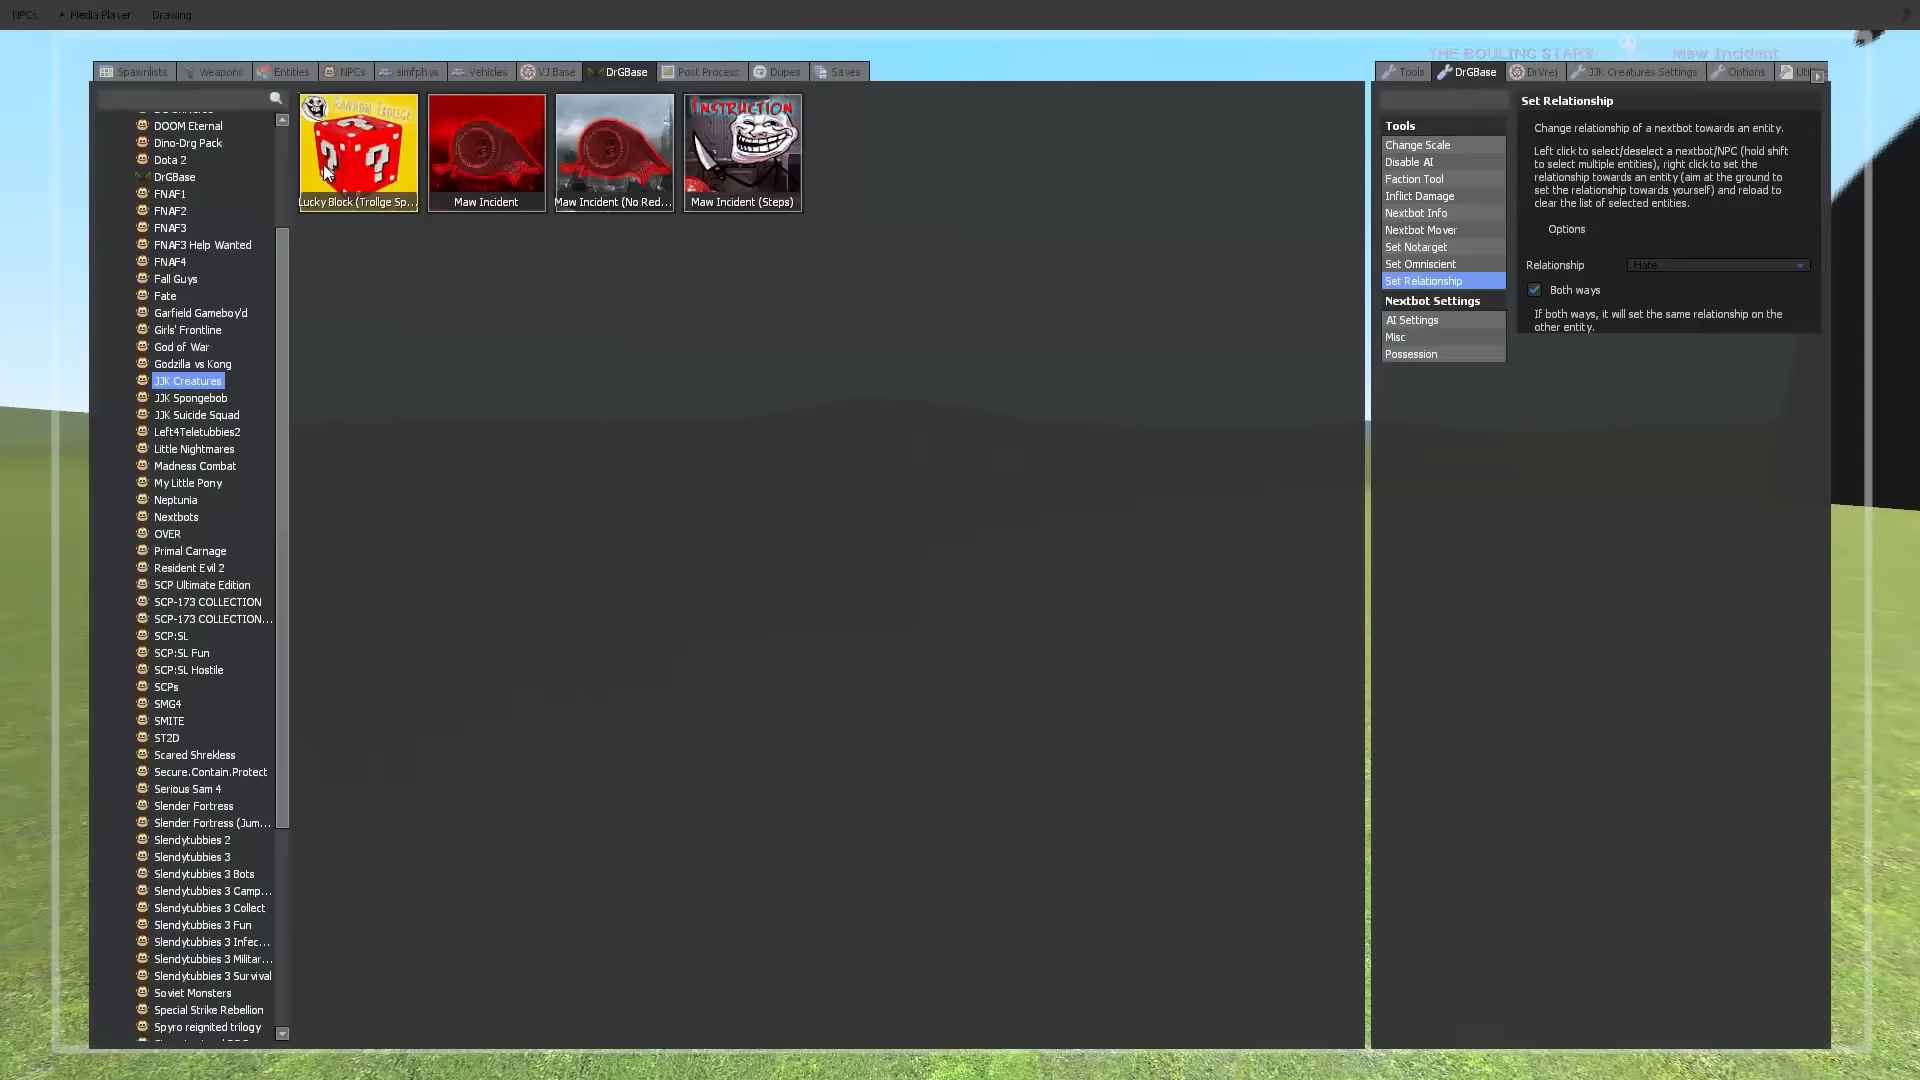 NPCs
Media Player
Drawing
THE BOULING STARS
Maw Incident
Spawnlists
Weapons
Entities
NPCs
simfphys
Vehicles
VJ Base
DrGBase
Post Process
Dupes
Saves
DOOM Eternal
Dino-Drg Pack
Dota 2
DrGBase
FNAF1
FNAF2
FNAF3
FNAF3 Help Wanted
FNAF4
Fall Guys
Fate
Garfield Gameboy'd
Girls' Frontline
God of War
Godzilla vs Kong
JJK Creatures
JJK Spongebob
JJK Suicide Squad
Left4Teletubbies2
Little Nightmares
Madness Combat
My Little Pony
Neptunia
Nextbots
OVER
Primal Carnage
Resident Evil 2
SCP Ultimate Edition
SCP-173 COLLECTION
SCP-173 COLLECTION...
SCP:SL
SCP:SL Fun
SCP:SL Hostile
SCPs
SMG4
SMITE
ST2D
Scared Shrekless
Secure.Contain.Protect
Serious Sam 4
Slender Fortress
Slender Fortress (Jum...
Slendytubbies 2
Slendytubbies 3
Slendytubbies 3 Bots
Slendytubbies 3 Camp...
Slendytubbies 3 Collect
Slendytubbies 3 Fun
Slendytubbies 3 Infec...
Slendytubbies 3 Militar...
Slendytubbies 3 Survival
Soviet Monsters
Special Strike Rebellion
Spyro reignited trilogy
Lucky Block (Trollge Sp...
Maw Incident
Maw Incident (No Red...
INSTRUCTION
Maw Incident (Steps)
Tools
DrGBase
DrVrej
JJK Creatures Settings
Options
Tools
Change Scale
Disable AI
Faction Tool
Inflict Damage
Nextbot Info
Nextbot Mover
Set Notarget
Set Omniscient
Set Relationship
Nextbot Settings
AI Settings
Misc
Possession
Set Relationship
Change relationship of a nextbot towards an entity.
Left click to select/deselect a nextbot/NPC (hold shift
to select multiple entities), right click to set the
relationship towards an entity (aim at the ground to
set the relationship towards yourself) and reload to
clear the list of selected entities.
Options
Relationship
Hate
Both ways
If both ways, it will set the same relationship on the
other entity.